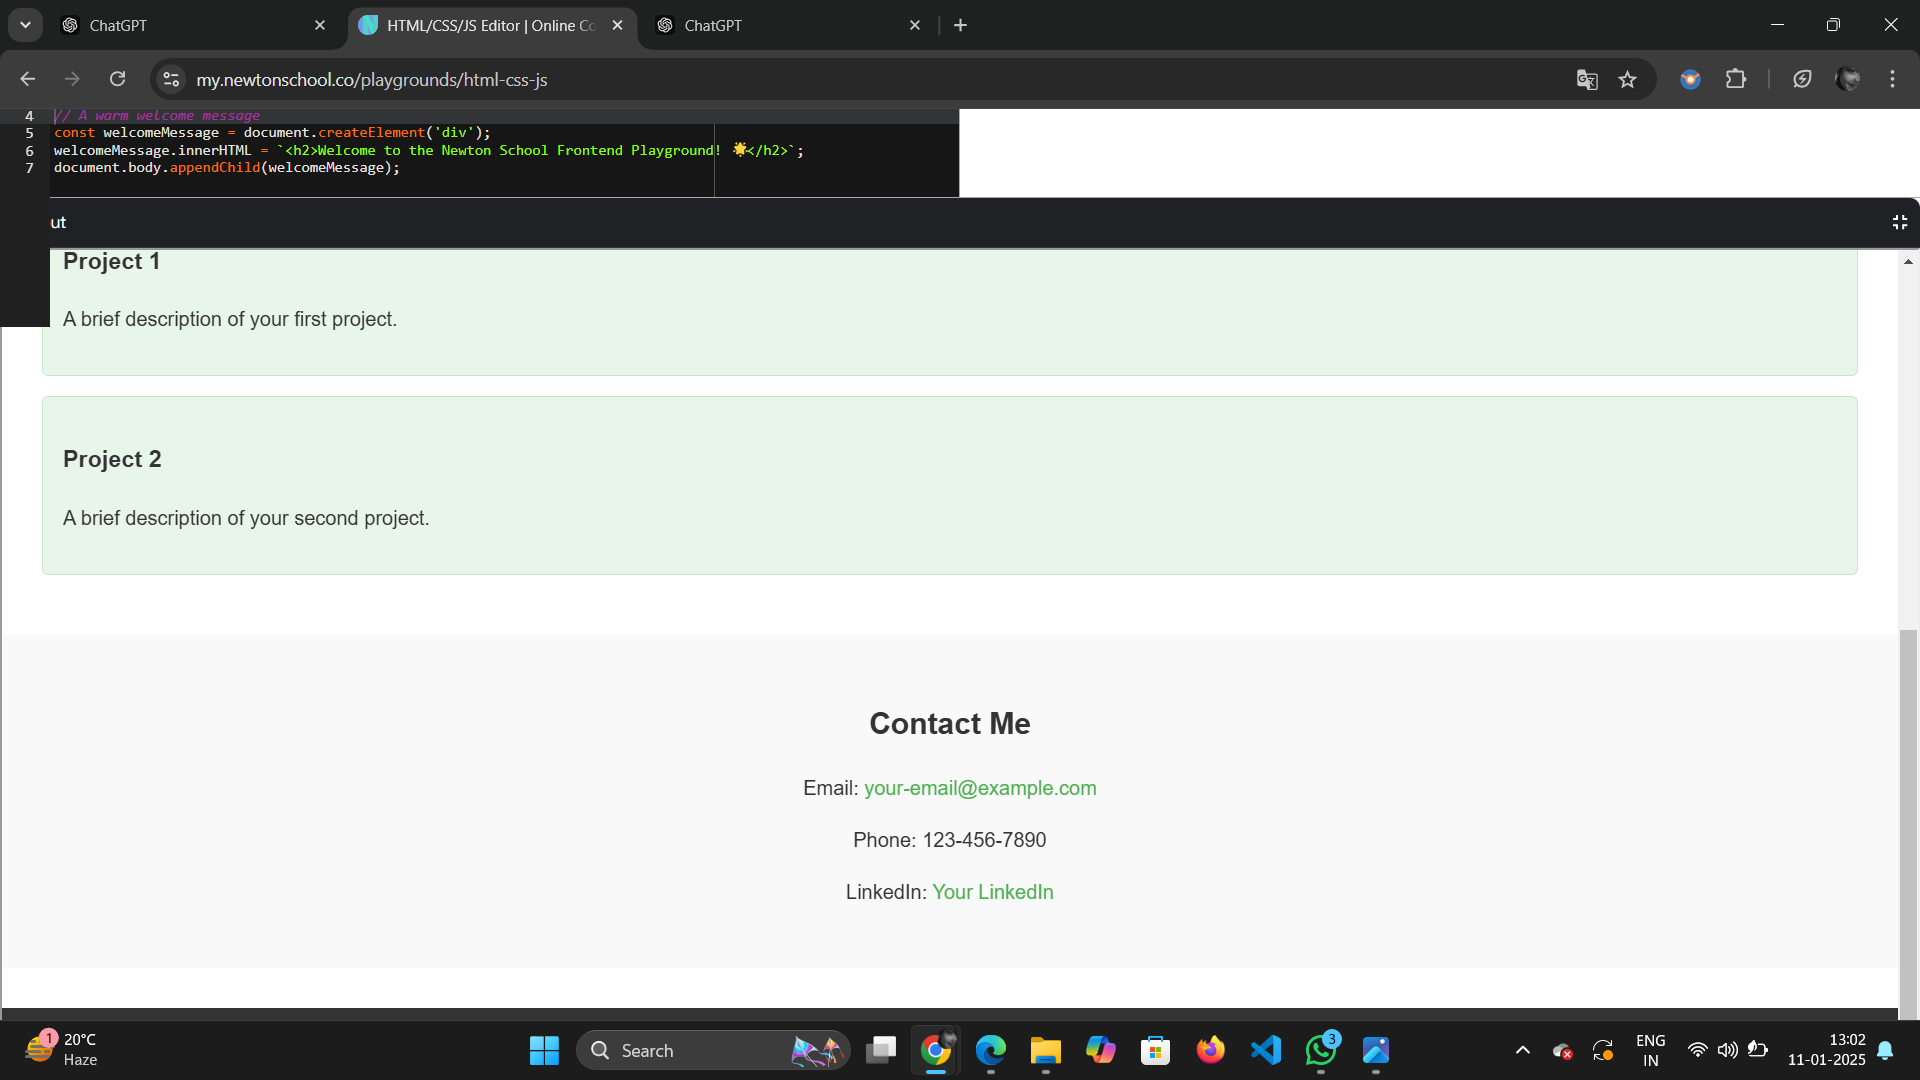 ChatGPT
HTML/CSS/JS Editor | Online Co
ChatGPT
my.newtonschool.co/playgrounds/html-css-js
4 // A warm welcome message
5 const welcomeMessage = document.createElement('div');
6 welcomeMessage.innerHTML = `<h2>Welcome to the Newton School Frontend Playground! 🌟</h2>`;
7 document.body.appendChild(welcomeMessage);
ut
Project 1
A brief description of your first project.
Project 2
A brief description of your second project.
Contact Me
Email: your-email@example.com
Phone: 123-456-7890
LinkedIn: Your LinkedIn
1
20°C
Haze
Search
3
ENG
IN
13:02
11-01-2025